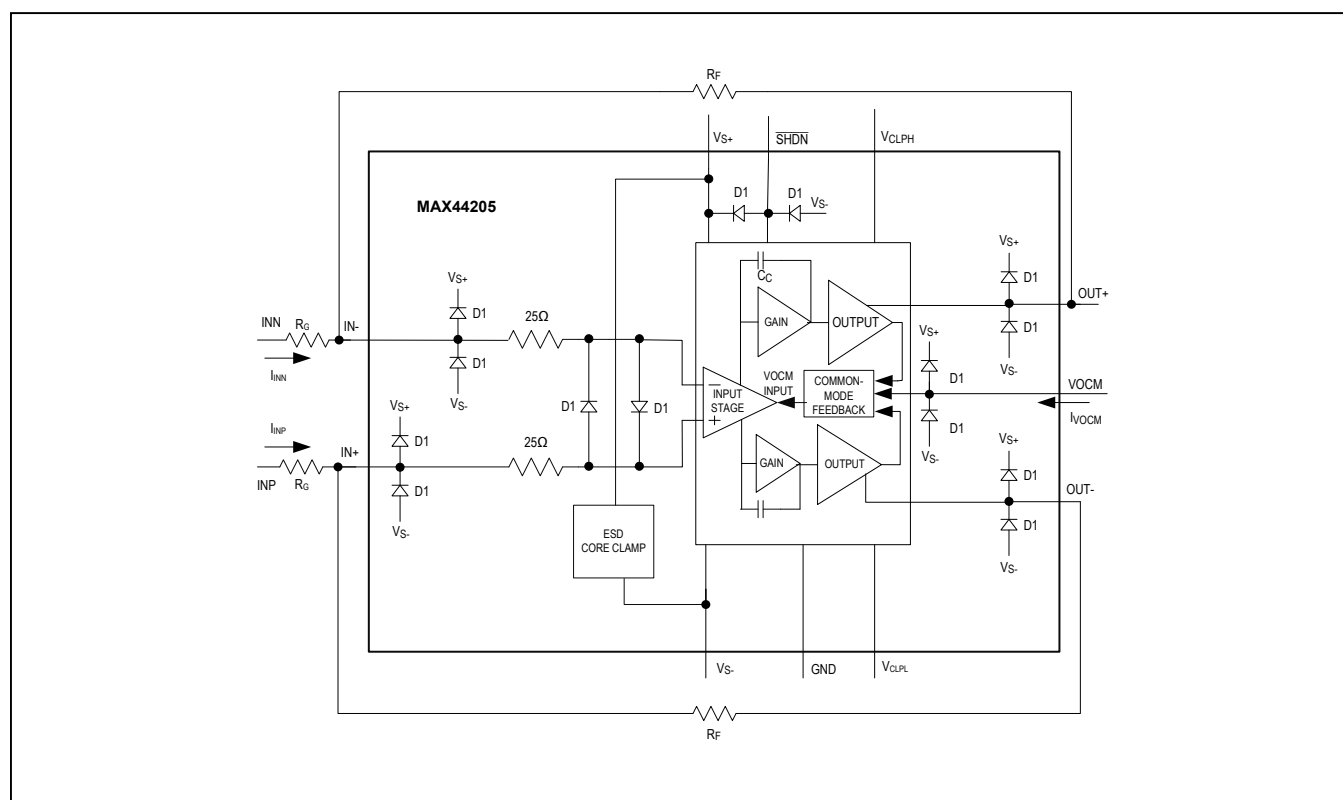 RF
VS+
SHDN
VCLPH
MAX44205
D1
D1
VS-
VS+
D1
INN
RG
IN-
IINN
25Ω
D1
VS-
CC
GAIN
OUTPUT
VS+
D1
OUT+
D1
VS-
VS+
D1
VOCM
IVOCM
D1
VS-
D1
D1
−
INPUT
STAGE
+
VOCM
INPUT
COMMON-
MODE
FEEDBACK
VS+
IINP
IN+
D1
25Ω
INP
RG
D1
VS-
GAIN
OUTPUT
VS+
D1
OUT-
D1
VS-
ESD
CORE CLAMP
VS-
GND
VCLPL
RF